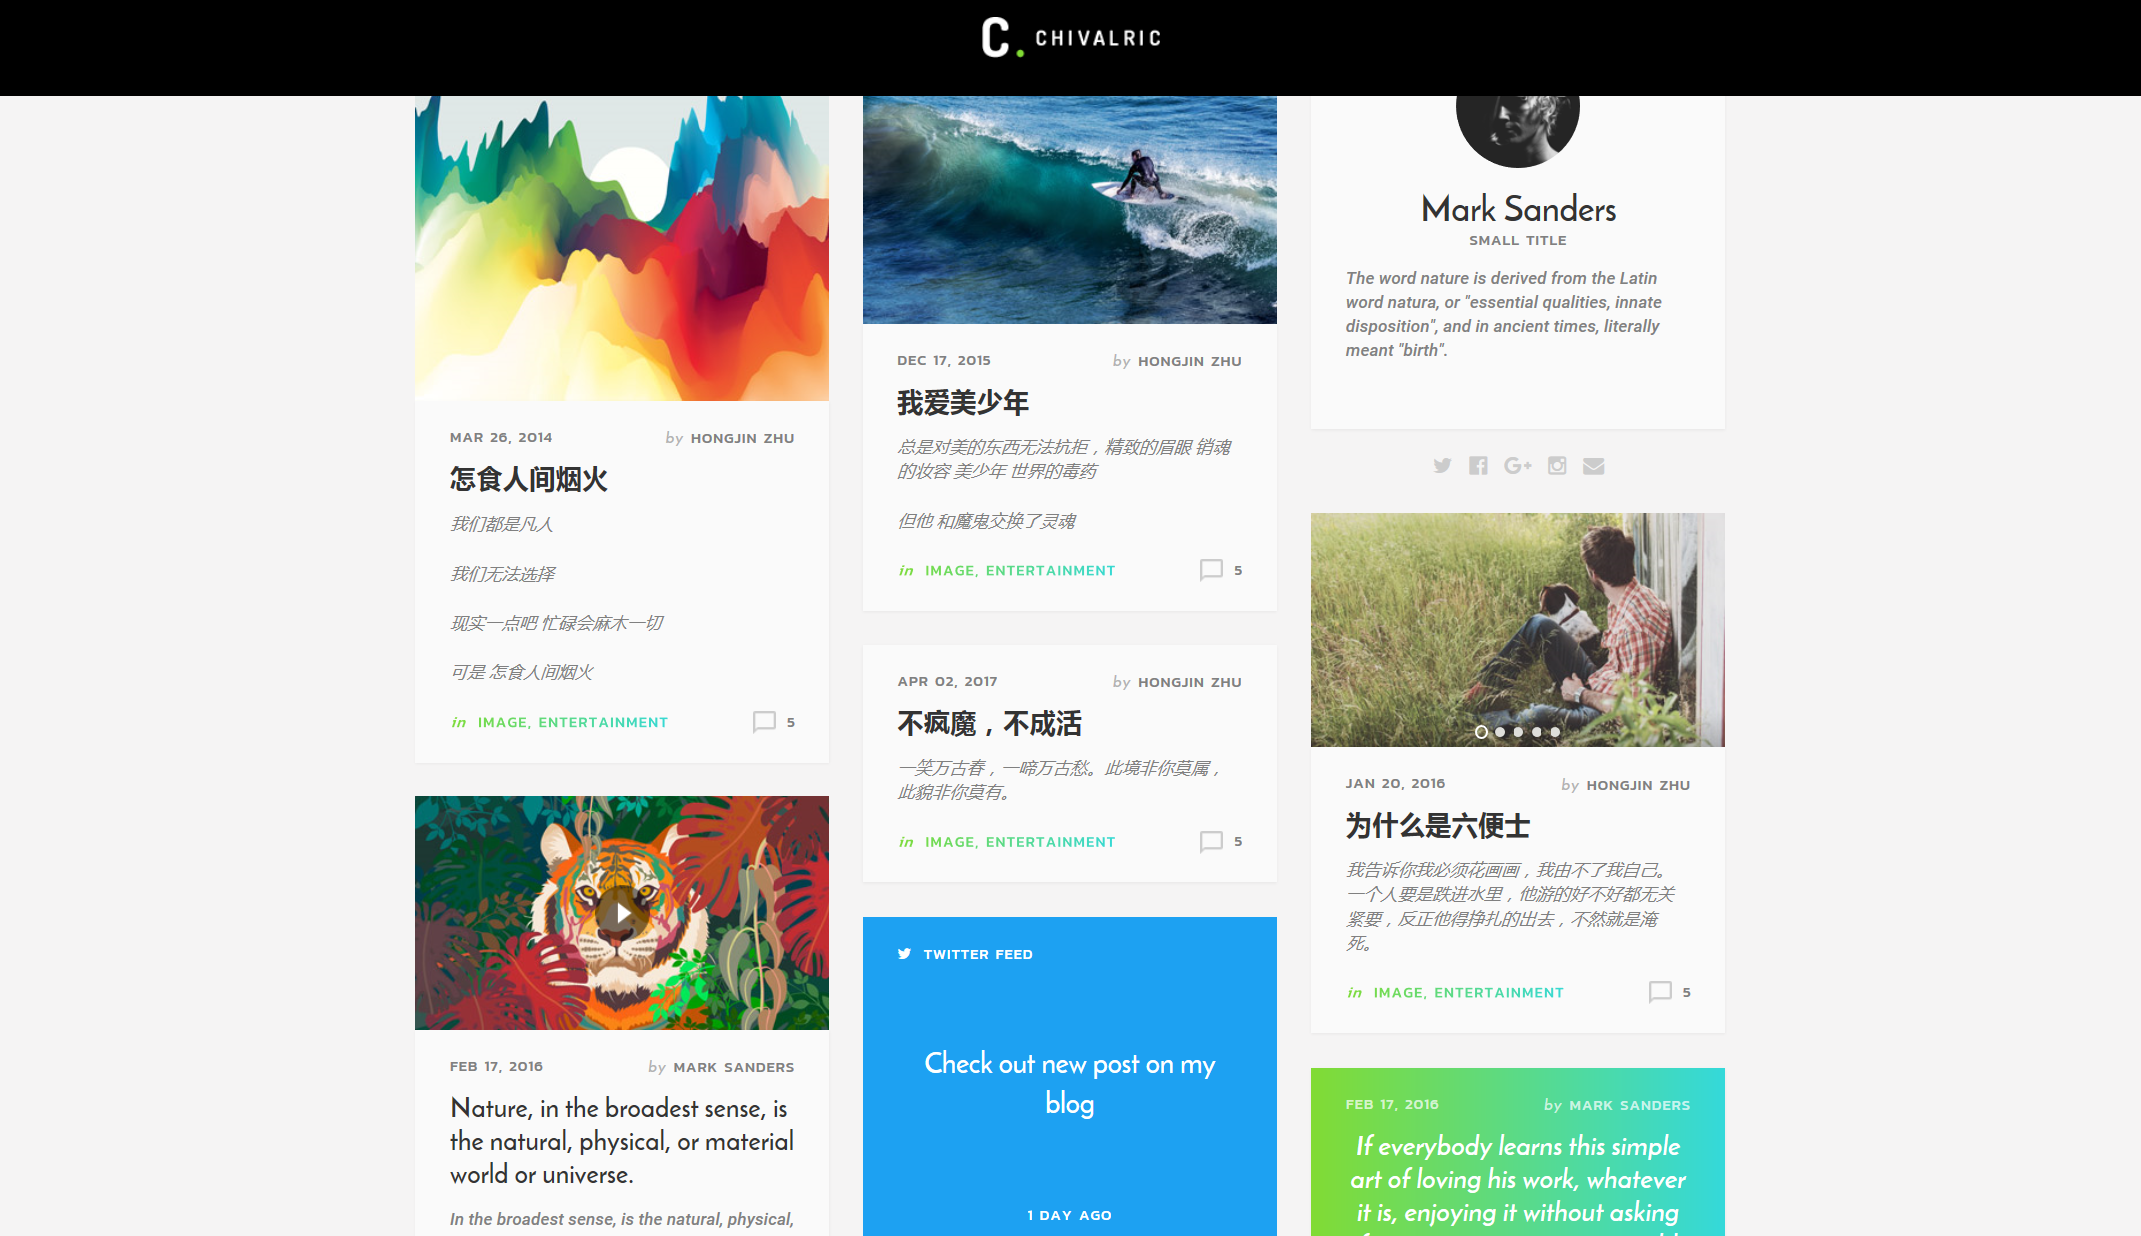 C. CHIVALRIC
MAR 26, 2014
by HONGJIN ZHU
怎食人间烟火
我们都是凡人
我们无法选择
现实一点吧 忙碌会麻木一切
可是 怎食人间烟火
in IMAGE, ENTERTAINMENT
5
FEB 17, 2016
by MARK SANDERS
Nature, in the broadest sense, is
the natural, physical, or material
world or universe.
In the broadest sense, is the natural, physical,
DEC 17, 2015
by HONGJIN ZHU
我爱美少年
总是对美的东西无法抗拒，精致的眉眼 销魂
的妆容 美少年 世界的毒药
但他 和魔鬼交换了灵魂
in IMAGE, ENTERTAINMENT
5
APR 02, 2017
by HONGJIN ZHU
不疯魔，不成活
一笑万古春，一啼万古愁。此境非你莫属，
此貌非你莫有。
in IMAGE, ENTERTAINMENT
5
TWITTER FEED
Check out new post on my
blog
1 DAY AGO
Mark Sanders
SMALL TITLE
The word nature is derived from the Latin
word natura, or "essential qualities, innate
disposition", and in ancient times, literally
meant "birth".
JAN 20, 2016
by HONGJIN ZHU
为什么是六便士
我告诉你我必须花画画，我由不了我自己。
一个人要是跌进水里，他游的好不好都无关
紧要，反正他得挣扎的出去，不然就是淹
死。
in IMAGE, ENTERTAINMENT
5
FEB 17, 2016
by MARK SANDERS
If everybody learns this simple
art of loving his work, whatever
it is, enjoying it without asking